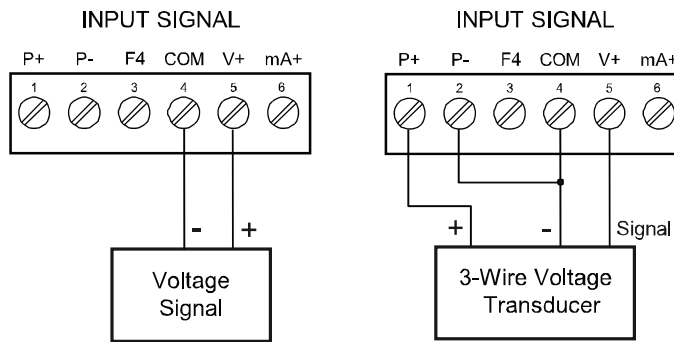 INPUT SIGNAL
P+ P- F4 COM V+ mA+
1 2 3 4 5 6
- +
Voltage
Signal
INPUT SIGNAL
P+ P- F4 COM V+ mA+
1 2 3 4 5 6
+ - Signal
3-Wire Voltage
Transducer